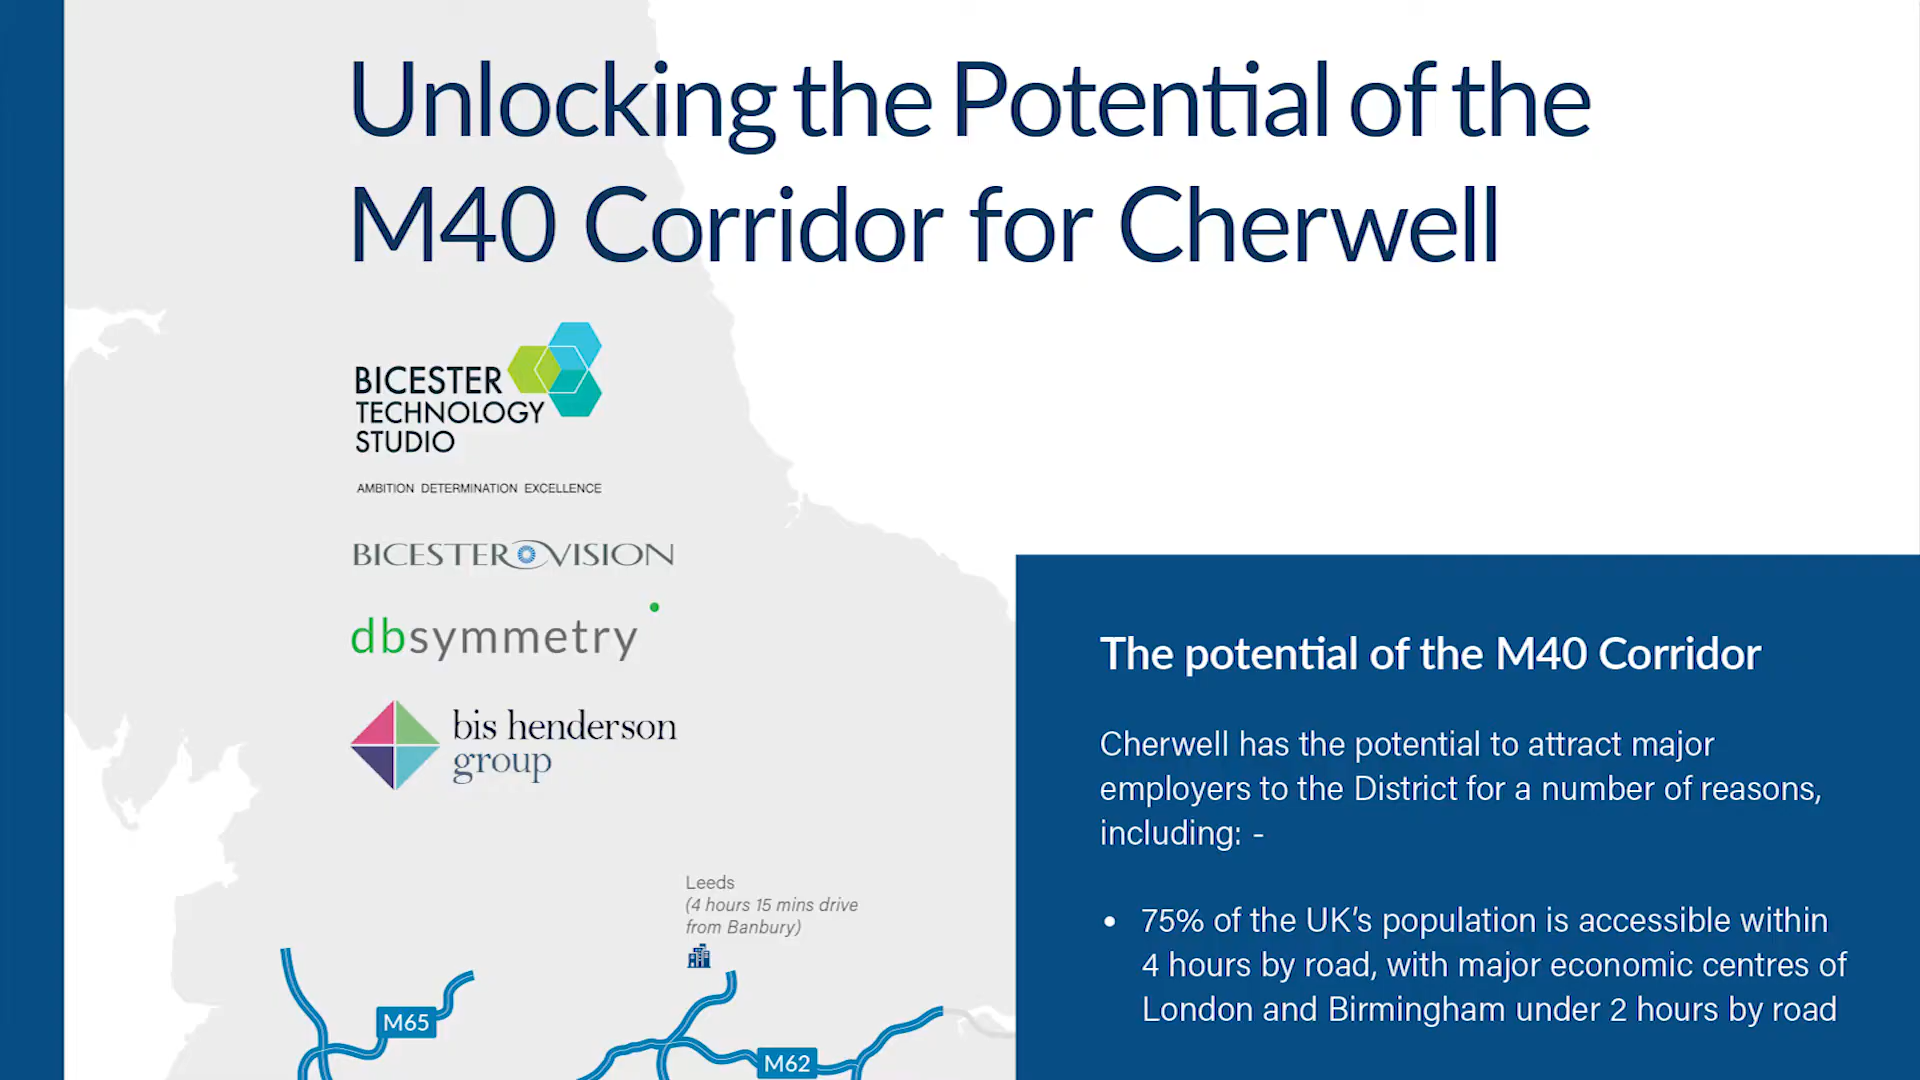 Unlocking the Potential of the
M40 Corridor for Cherwell
BICESTER
TECHNOLOGY
STUDIO
AMBITION DETERMINATION EXCELLENCE
BICESTER VISION
dbsymmetry
bis henderson
group
The potential of the M40 Corridor
Cherwell has the potential to attract major
employers to the District for a number of reasons,
including: -
• 75% of the UK’s population is accessible within
4 hours by road, with major economic centres of
London and Birmingham under 2 hours by road
Leeds
(4 hours 15 mins drive
from Banbury)
M65
M62